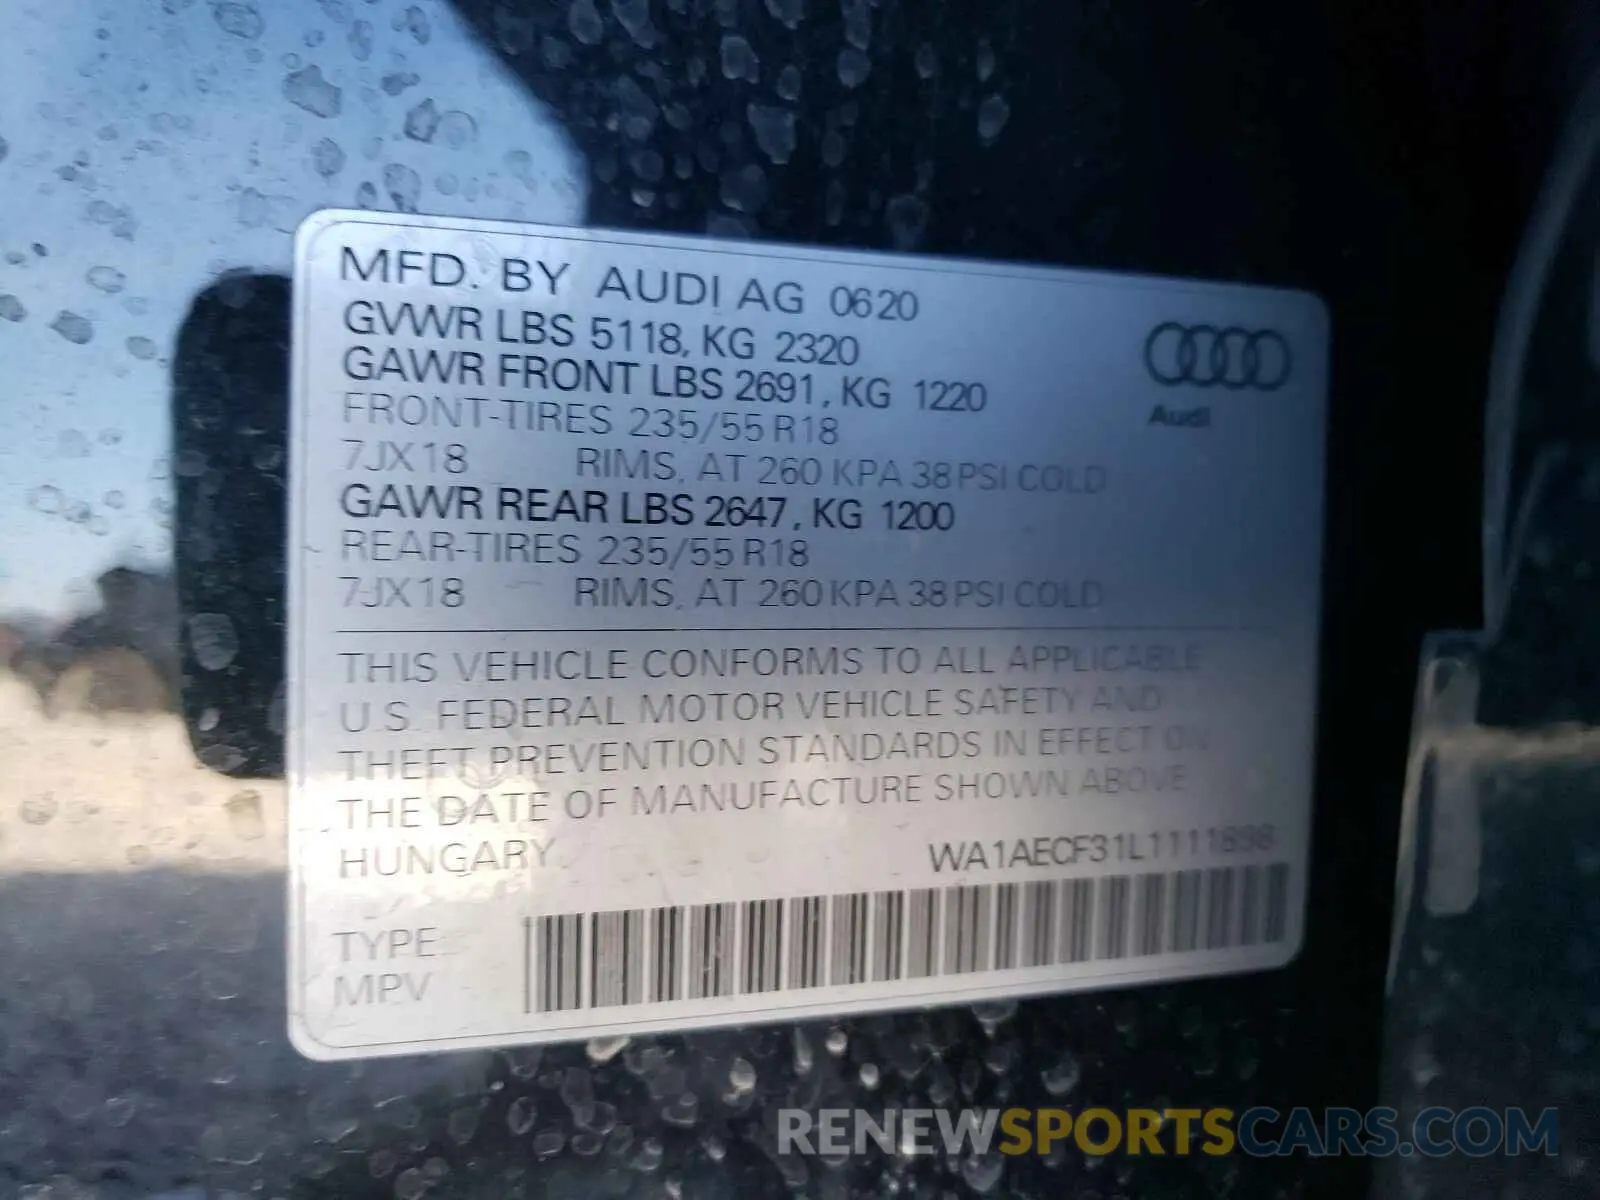 MFD. BY AUDI AG 0620
GVWR LBS 5118, KG 2320
GAWR FRONT LBS 2691, KG 1220
FRONT-TIRES 235/55 R18
7JX18 RIMS, AT 260 KPA 38 PSI COLD
GAWR REAR LBS 2647, KG 1200
REAR-TIRES 235/55 R18
7JX18 RIMS, AT 260 KPA 38 PSI COLD
Audi
THIS VEHICLE CONFORMS TO ALL APPLICABLE
U.S. FEDERAL MOTOR VEHICLE SAFETY AND
THEFT PREVENTION STANDARDS IN EFFECT ON
THE DATE OF MANUFACTURE SHOWN ABOVE
HUNGARY WA1AECF31L1111898
TYPE:
MPV
RENEWSPORTSCARS.COM